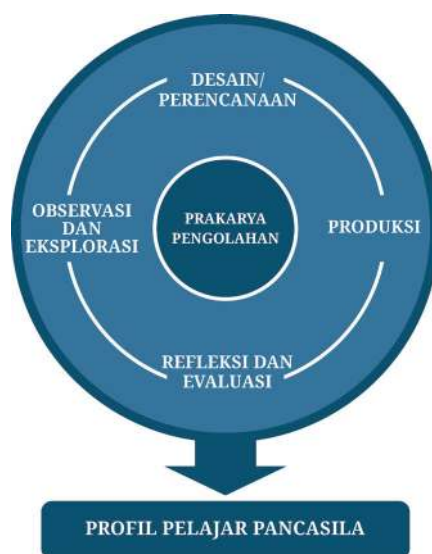 DESAIN/
PERENCANAAN
OBSERVASI
DAN
EKSPLORASI
PRAKARYA
PENGOLAHAN
PRODUKSI
REFLEKSI DAN
EVALUASI
PROFIL PELAJAR PANCASILA